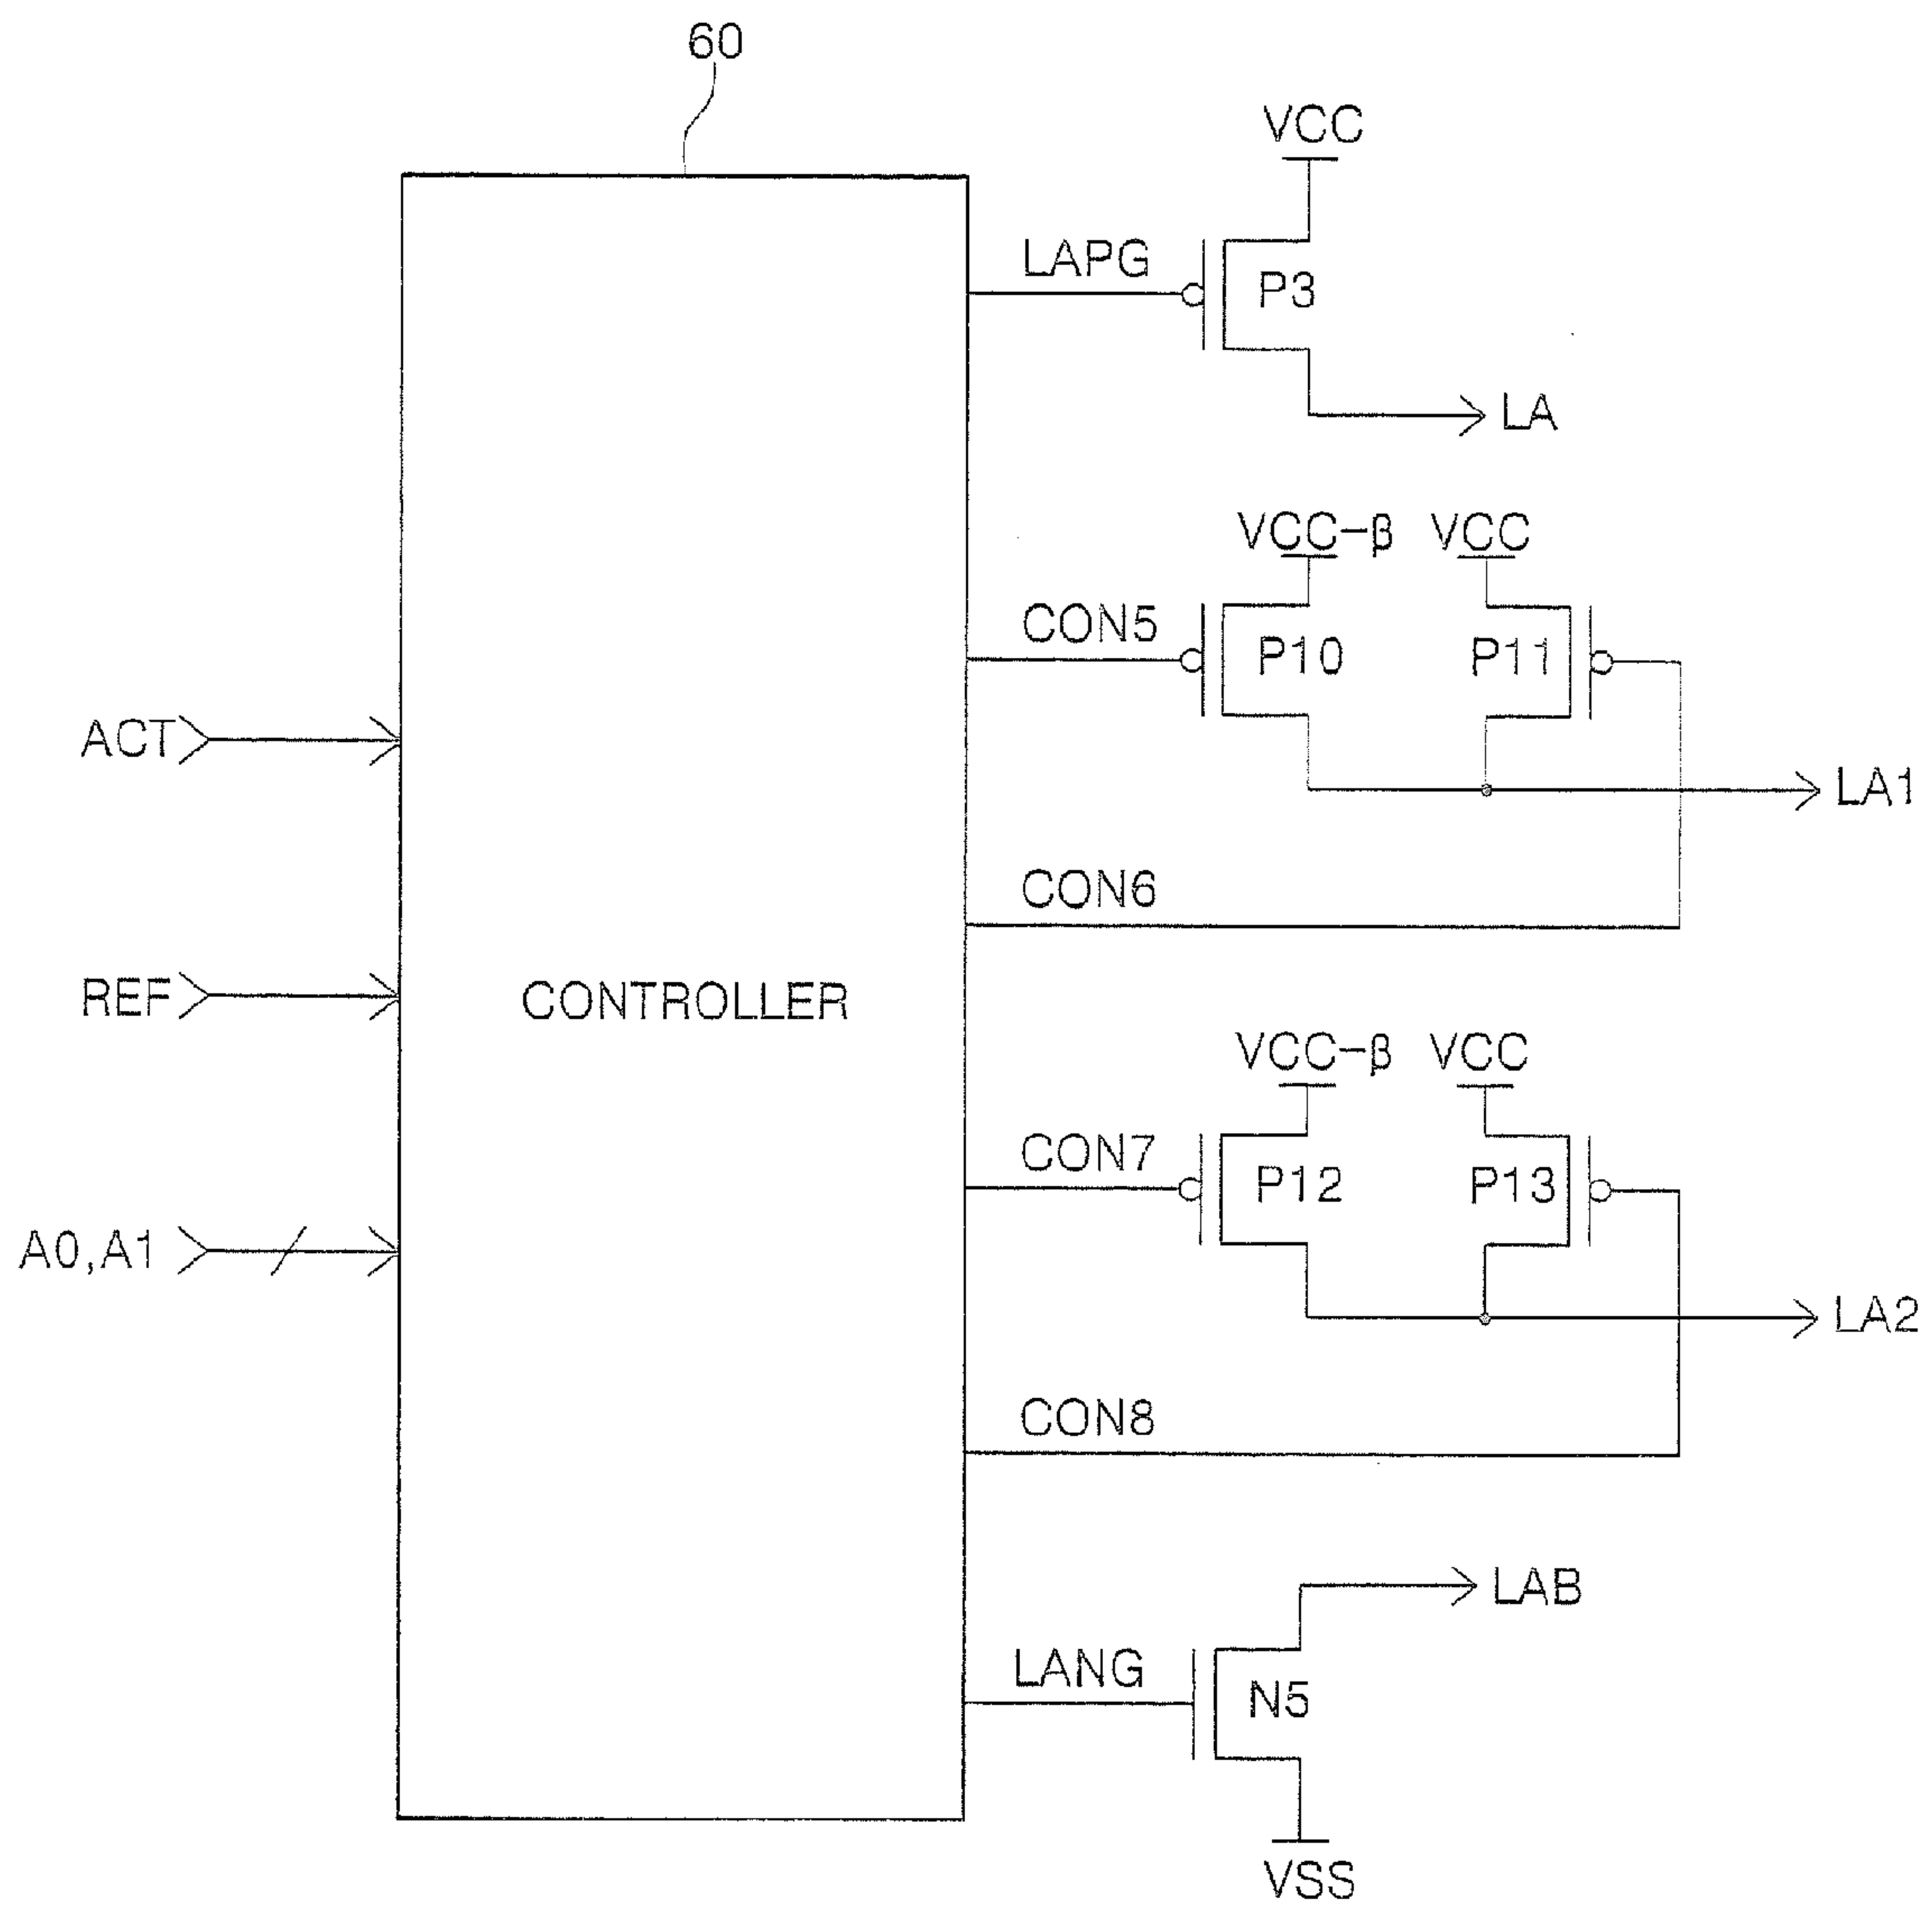 60
VCC
LAPG
P3
LA
VCC-β VCC
CON5
P10
P11
ACT
LA1
CON6
REF
CONTROLLER
VCC-β VCC
CON7
P12
P13
A0,A1
LA2
CON8
LAB
LANG
N5
VSS